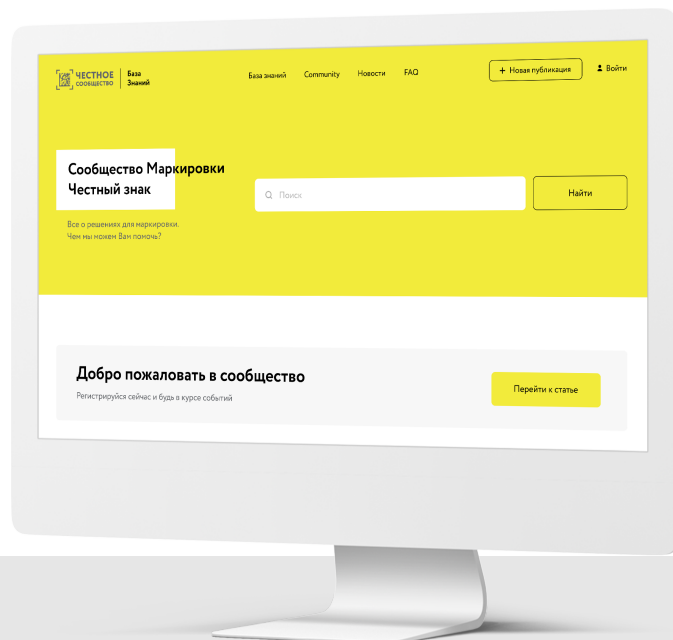 ЧЕСТНОЕ
СООБЩЕСТВО
База
Знаний
База знаний
Community
Новости
FAQ
+ Новая публикация
Войти
Сообщество Маркировки
Честный знак
Поиск
Найти
Все о решениях для маркировки.
Чем мы можем Вам помочь?
Добро пожаловать в сообщество
Регистрируйся сейчас и будь в курсе событий
Перейти к статье